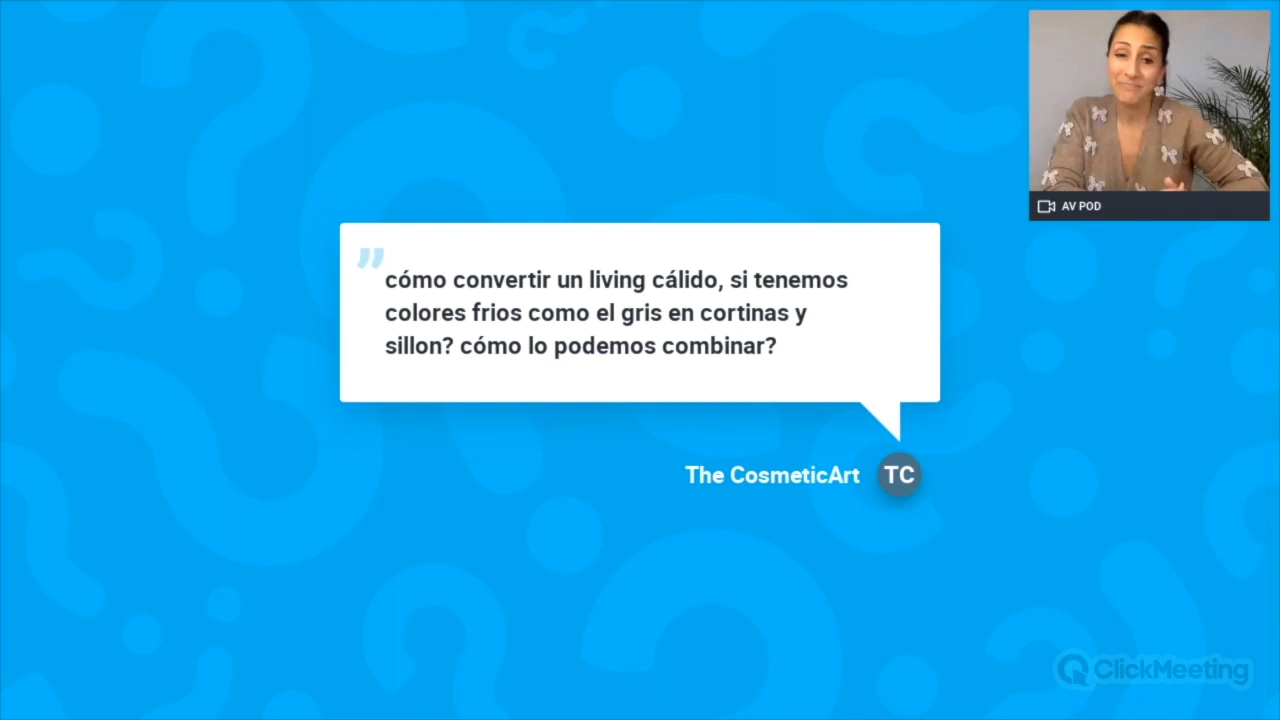 cómo convertir un living cálido, si tenemos
colores frios como el gris en cortinas y
sillon? cómo lo podemos combinar?
The CosmeticArt
TC
AV POD
ClickMeeting